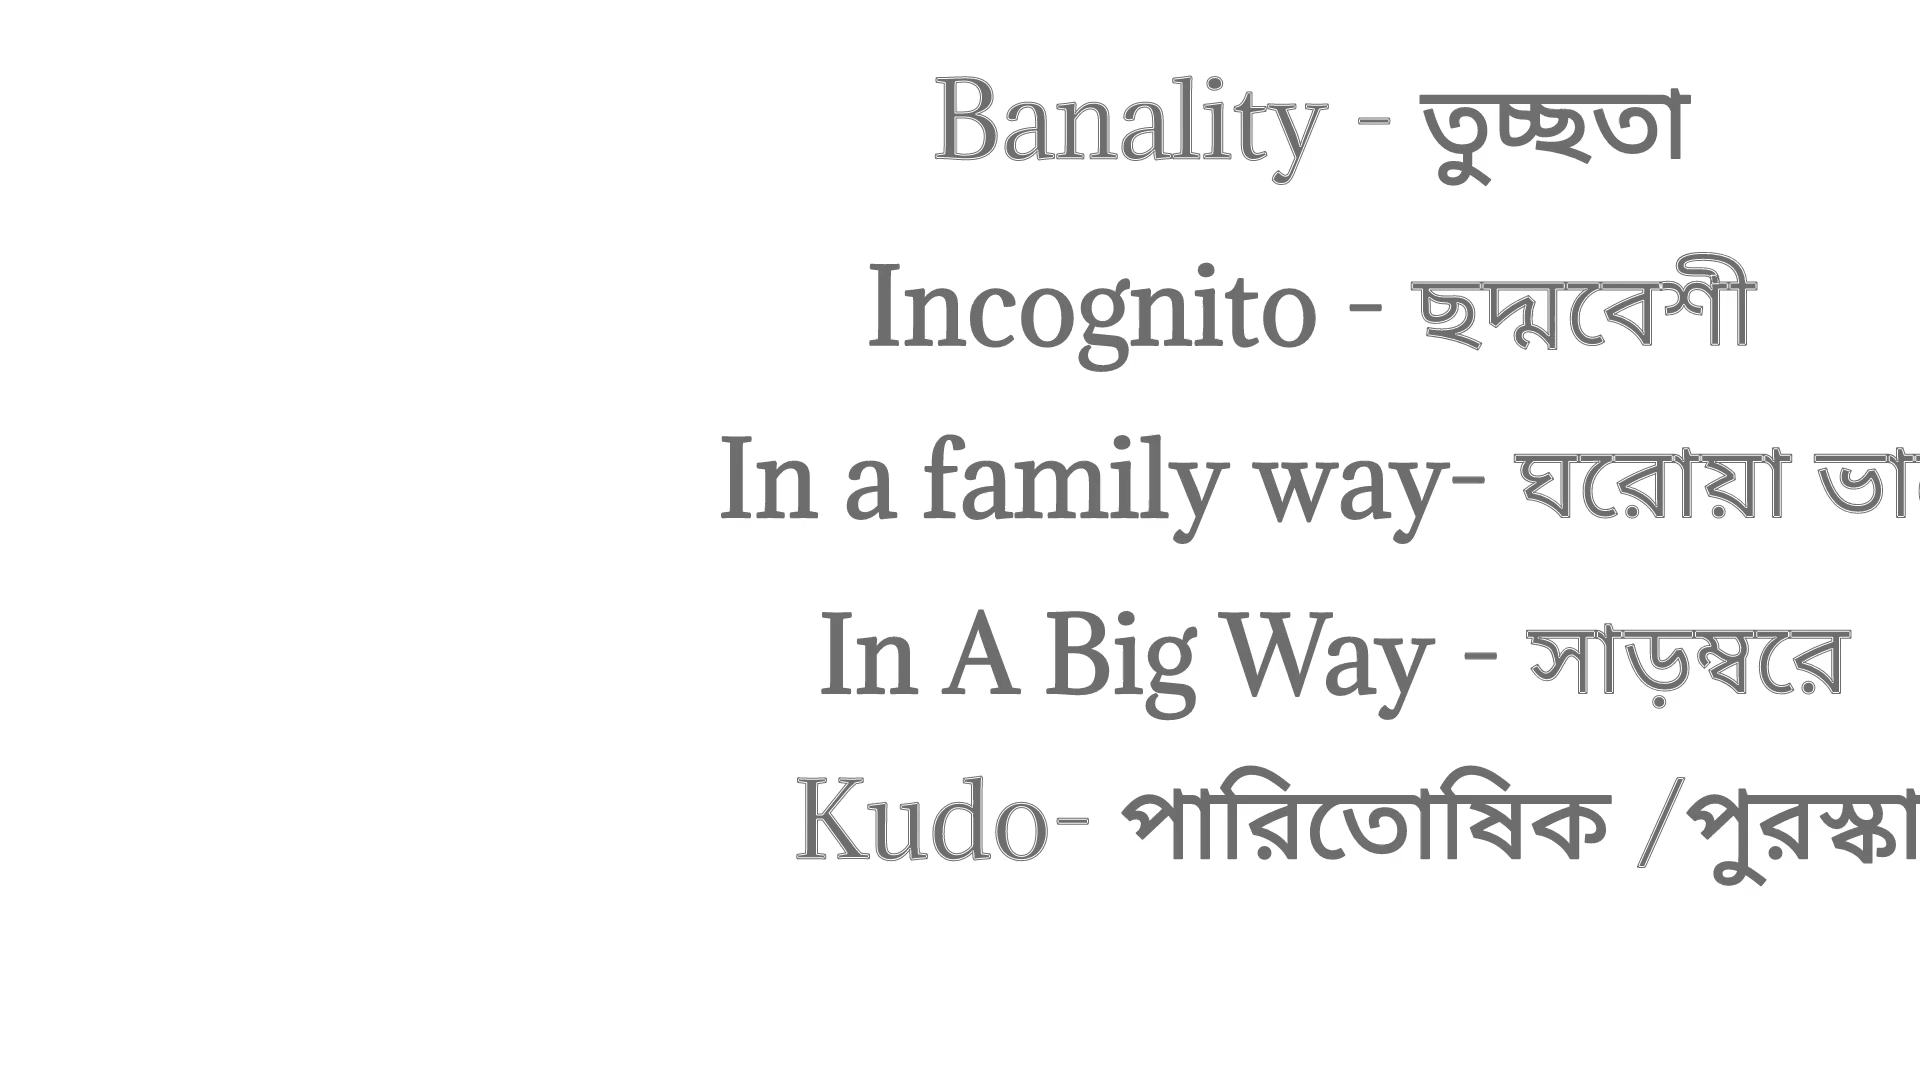 Banality - তুচ্ছতা
Incognito - ছদ্মবেশী
In a family way- ঘরোয়া
In A Big Way - সাড়ম্বরে
Kudo- পারিতোষিক /